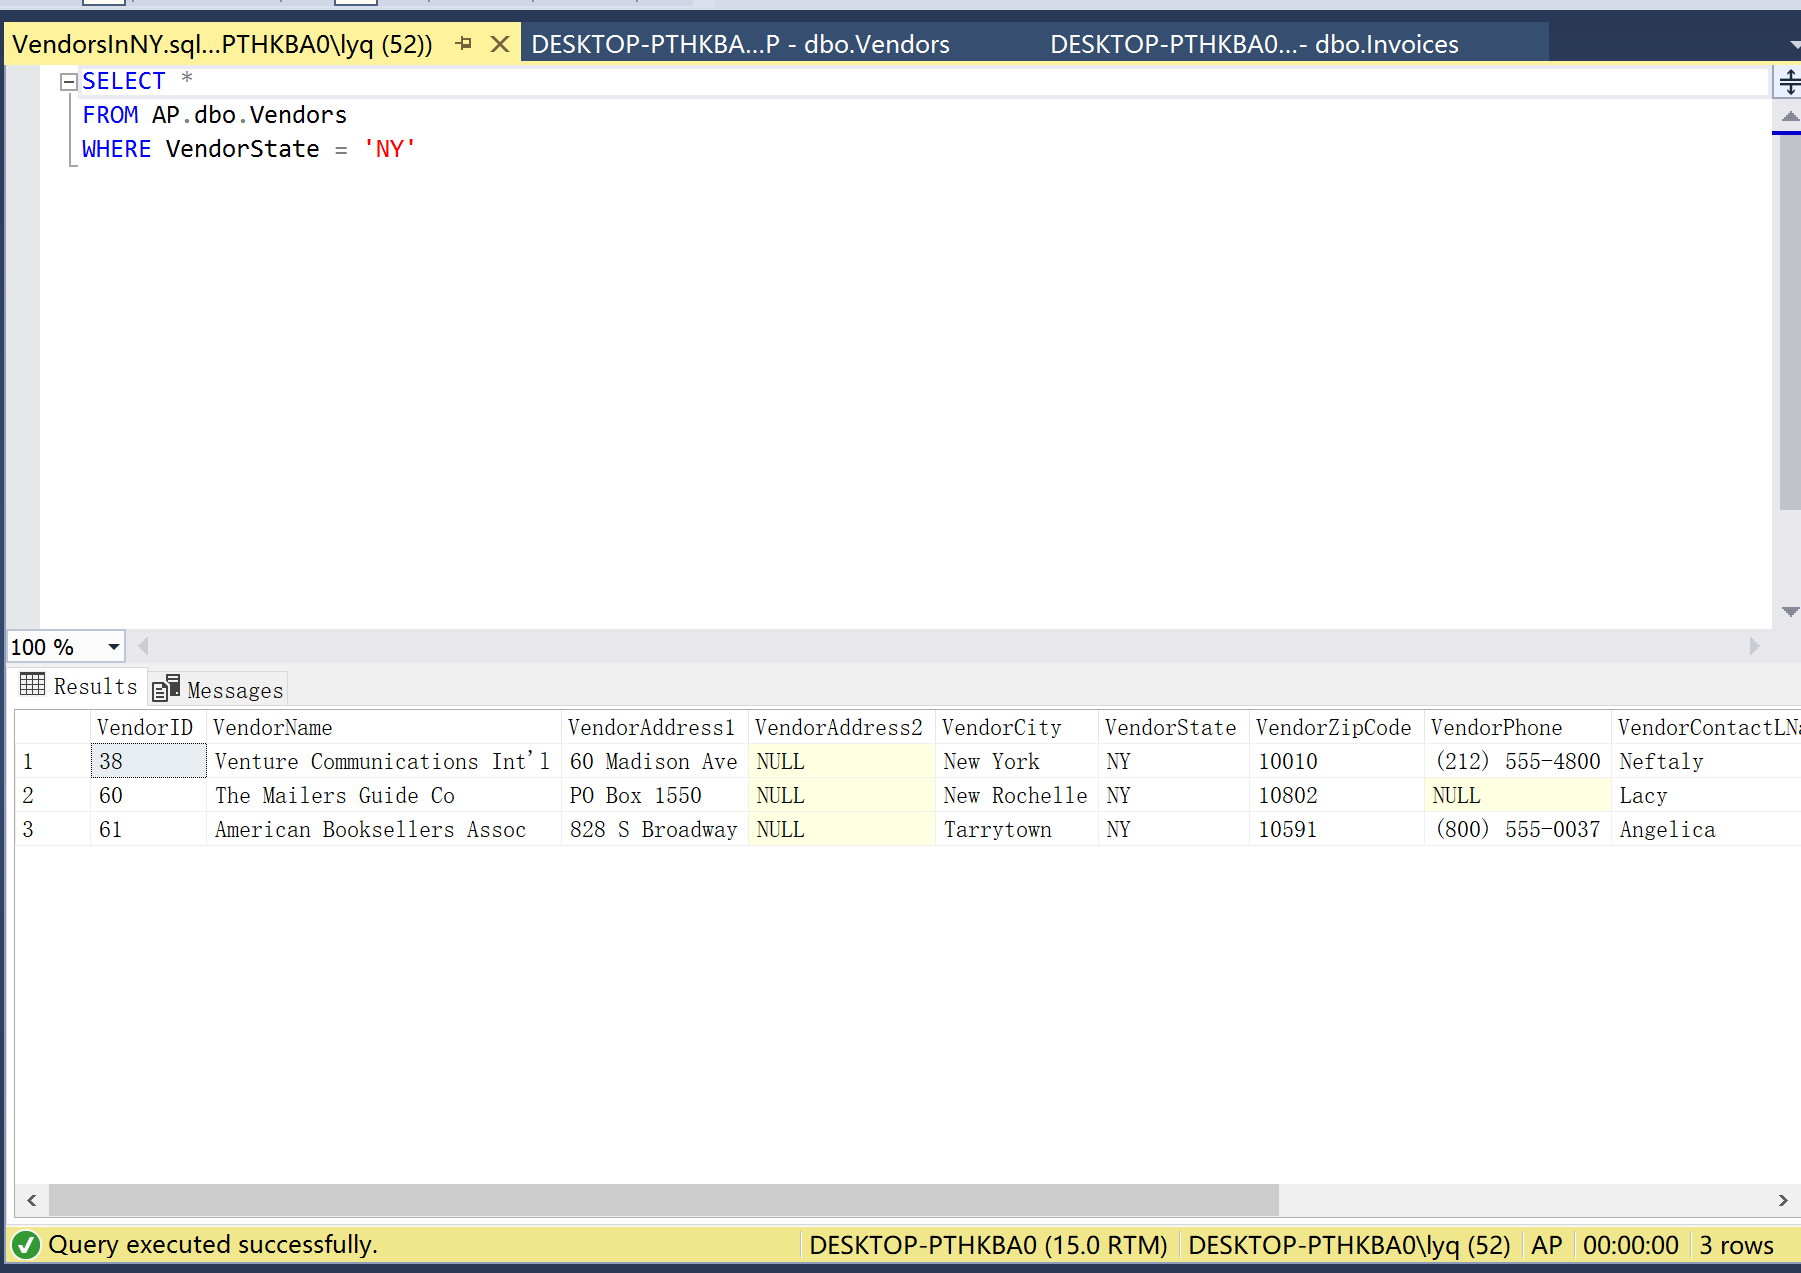 VendorsInNY.sql...PTHKBA0\lyq (52)) DESKTOP-PTHKBA...P - dbo.Vendors DESKTOP-PTHKBA0...- dbo.Invoices
SELECT *
FROM AP.dbo.Vendors
WHERE VendorState = 'NY'
100 %
Results Messages
VendorID VendorName VendorAddress1 VendorAddress2 VendorCity VendorState VendorZipCode VendorPhone
1 38 Venture Communications Int'l 60 Madison Ave NULL New York NY 10010 (212) 555-4800 Neftaly
2 60 The Mailers Guide Co PO Box 1550 NULL New Rochelle NY 10802 NULL Lacy
3 61 American Booksellers Assoc 828 S Broadway NULL Tarrytown NY 10591 (800) 555-0037 Angelica
Query executed successfully. DESKTOP-PTHKBA0 (15.0 RTM) DESKTOP-PTHKBA0\lyq (52) AP 00:00:00 3 rows